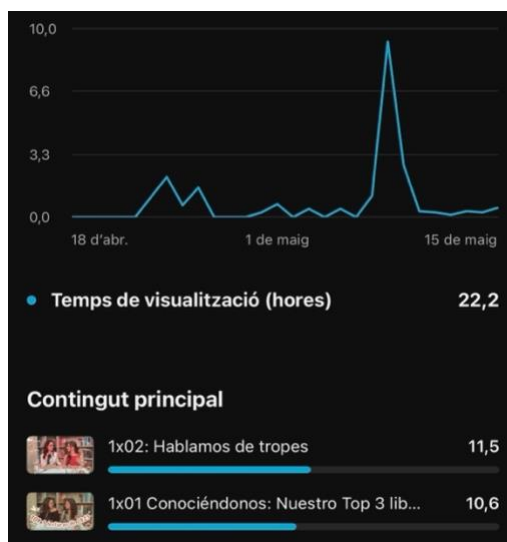 10,0
6,6
3,3
0,0
18 d'abr. 1 de maig 15 de maig
Temps de visualització (hores) 22,2
Contingut principal
1x02: Hablamos de tropes 11,5
1x01 Conociéndonos: Nuestro Top 3 lib... 10,6